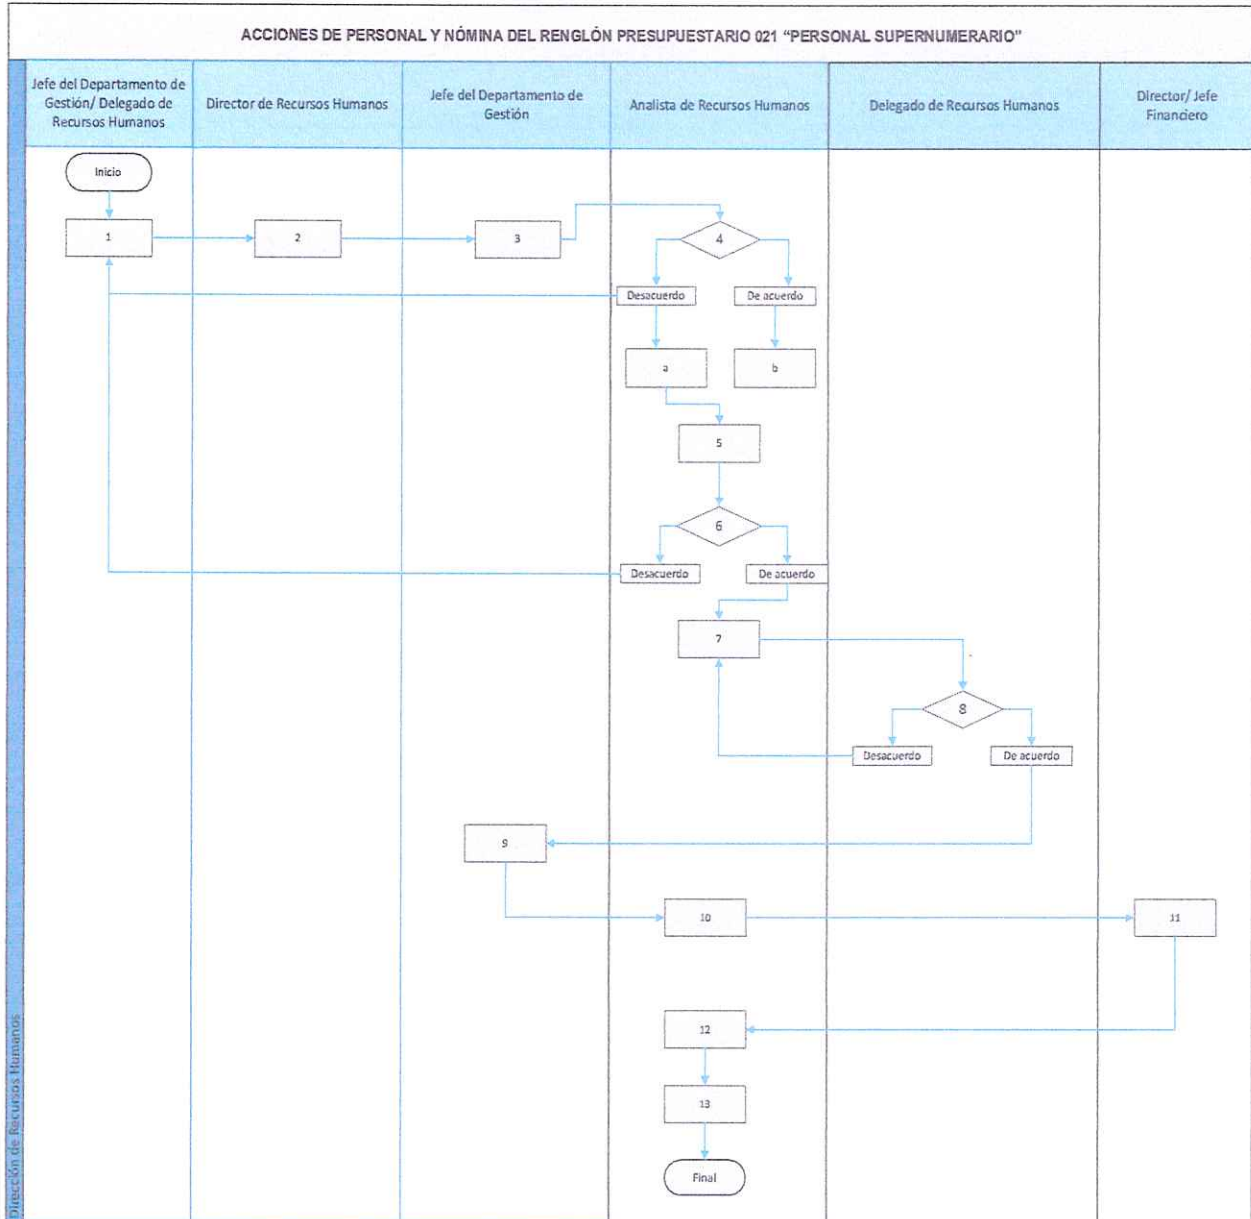 ACCIONES DE PERSONAL Y NÓMINA DEL RENGLÓN PRESUPUESTARIO 021 “PERSONAL SUPERNUMERARIO”
Jefe del Departamento de
Gestión/ Delegado de
Recursos Humanos
Director de Recursos Humanos
Jefe del Departamento de
Gestión
Analista de Recursos Humanos
Delegado de Recursos Humanos
Director/ Jefe
Financiero
Inicio
1
2
3
4
Desacuerdo
De acuerdo
a
b
5
6
Desacuerdo
De acuerdo
7
8
Desacuerdo
De acuerdo
9
10
11
12
13
Final
Dirección de Recursos Humanos